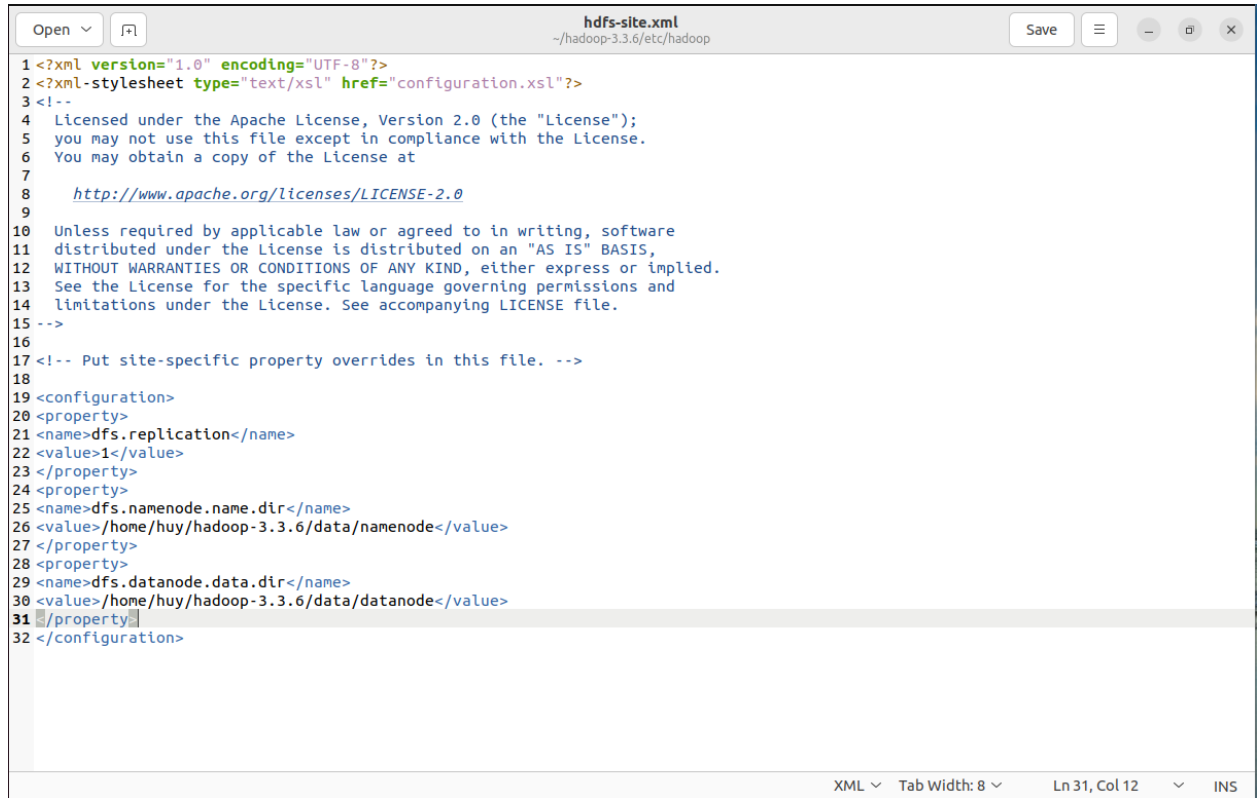 Open
hdfs-site.xml
~/hadoop-3.3.6/etc/hadoop
Save
1 <?xml version="1.0" encoding="UTF-8"?>
2 <?xml-stylesheet type="text/xsl" href="configuration.xsl"?>
3 <!--
4   Licensed under the Apache License, Version 2.0 (the "License");
5   you may not use this file except in compliance with the License.
6   You may obtain a copy of the License at
7
8     http://www.apache.org/licenses/LICENSE-2.0
9
10   Unless required by applicable law or agreed to in writing, software
11   distributed under the License is distributed on an "AS IS" BASIS,
12   WITHOUT WARRANTIES OR CONDITIONS OF ANY KIND, either express or implied.
13   See the License for the specific language governing permissions and
14   limitations under the License. See accompanying LICENSE file.
15 -->
16
17 <!-- Put site-specific property overrides in this file. -->
18
19 <configuration>
20 <property>
21 <name>dfs.replication</name>
22 <value>1</value>
23 </property>
24 <property>
25 <name>dfs.namenode.name.dir</name>
26 <value>/home/huy/hadoop-3.3.6/data/namenode</value>
27 </property>
28 <property>
29 <name>dfs.datanode.data.dir</name>
30 <value>/home/huy/hadoop-3.3.6/data/datanode</value>
31 </property>
32 </configuration>
XML Tab Width: 8 Ln 31, Col 12 INS